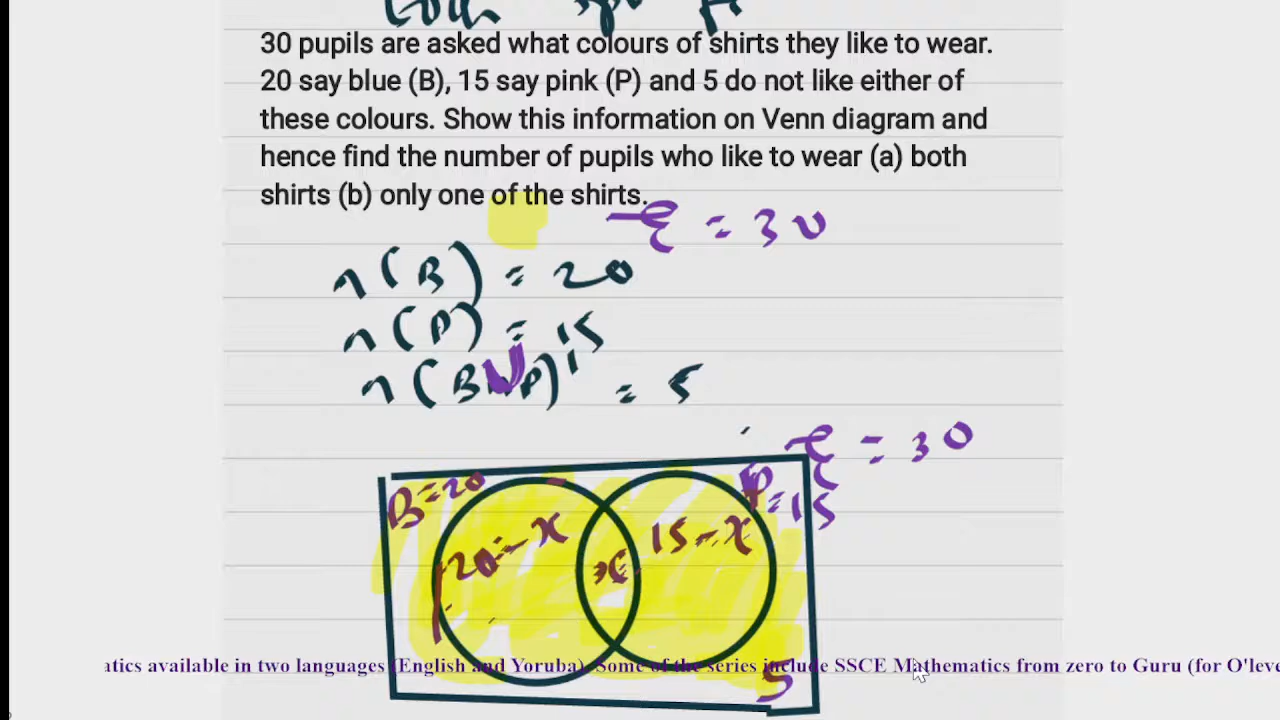 30 pupils are asked what colours of shirts they like to wear.
20 say blue (B), 15 say pink (P) and 5 do not like either of
these colours. Show this information on Venn diagram and
hence find the number of pupils who like to wear (a) both
shirts (b) only one of the shirts.
ξ = 30
n(B) = 20
n(P) = 15
n(B∪P)' = 5
ξ = 30
B=20
P=15
20-x
x
15-x
5
atics available in two languages (English and Yoruba). Some of the series include SSCE Mathematics from zero to Guru (for O'leve